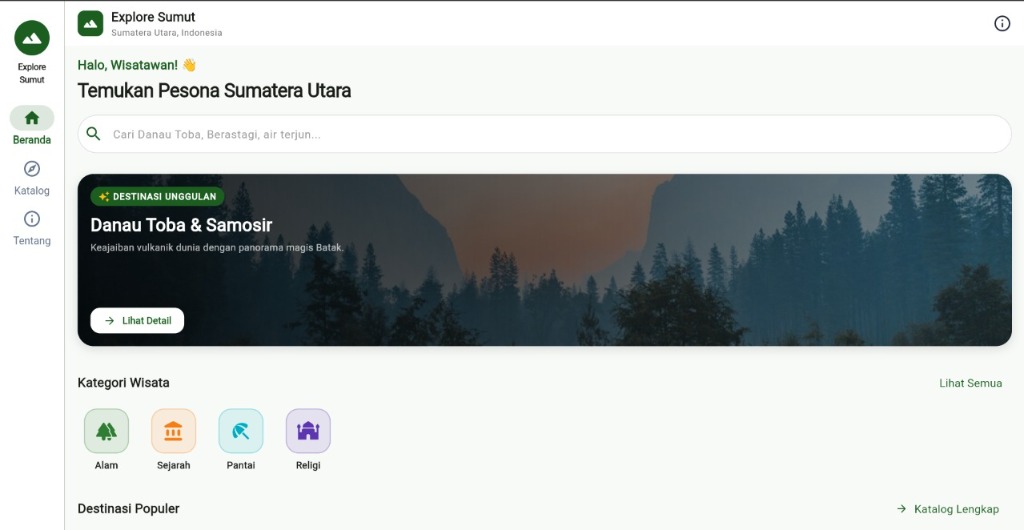 Explore
Sumut
Beranda
Katalog
Tentang
Explore Sumut
Sumatera Utara, Indonesia
Halo, Wisatawan! 👋
Temukan Pesona Sumatera Utara
Cari Danau Toba, Berastagi, air terjun...
DESTINASI UNGGULAN
Danau Toba & Samosir
Keajaiban vulkanik dunia dengan panorama magis Batak.
Lihat Detail
Kategori Wisata
Lihat Semua
Alam
Sejarah
Pantai
Religi
Destinasi Populer
Katalog Lengkap